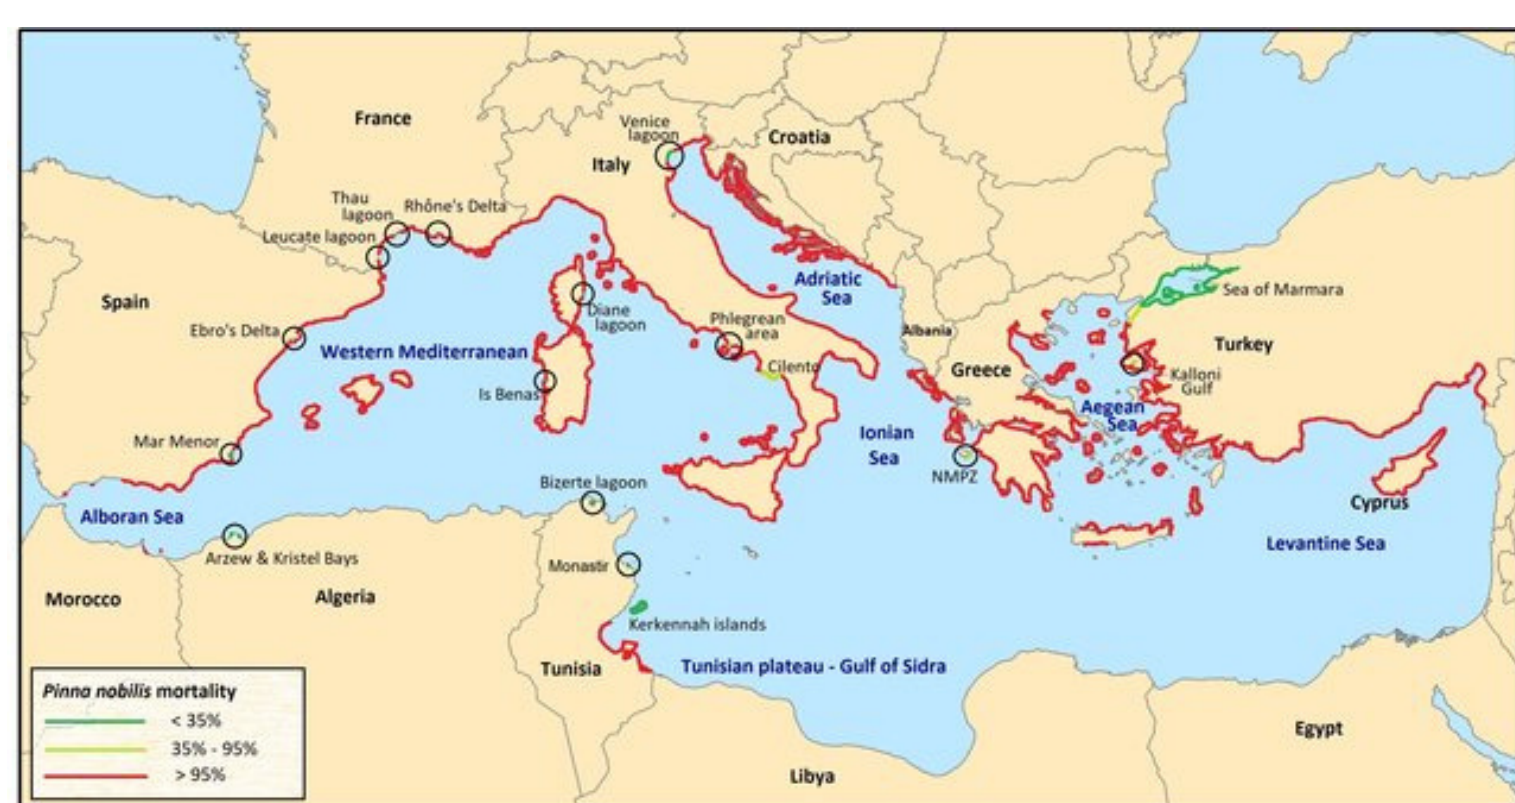 France
Venice
lagoon
Croatia
Italy
Thau
lagoon
Rhône's Delta
Leucate lagoon
Spain
Adriatic
Sea
Sea of Marmara
Diane
lagoon
Phlegrean
area
Ebro's Delta
Albania
Western Mediterranean
Turkey
Cilento
Greece
Kalloni
Gulf
Is Benas
Aegean
Sea
Mar Menor
Ionian
Sea
NMPZ
Bizerte lagoon
Cyprus
Alboran Sea
Levantine Sea
Arzew & Kristel Bays
Monastir
Morocco
Algeria
Kerkennah islands
Tunisia
Tunisian plateau - Gulf of Sidra
Pinna nobilis mortality
< 35%
35% - 95%
> 95%
Egypt
Libya